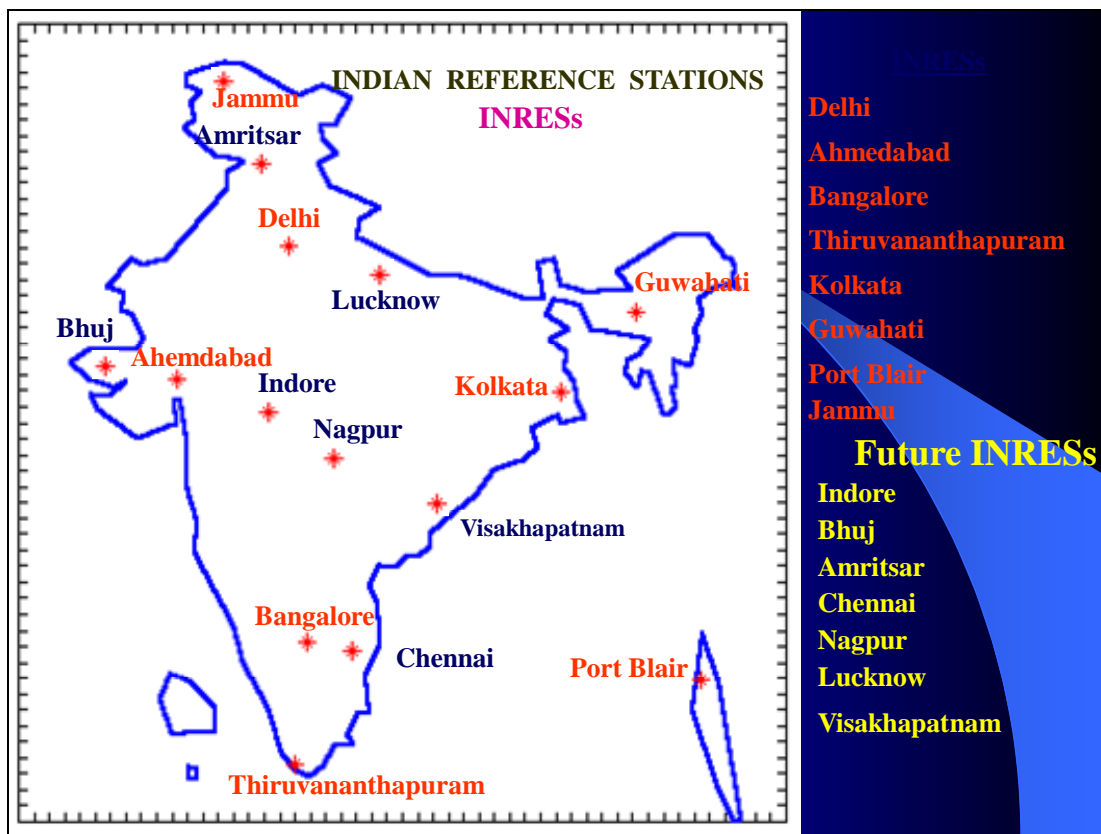 INDIAN REFERENCE STATIONS
INRESs
Jammu
Amritsar
Delhi
Lucknow
Guwahati
Bhuj
Ahemdabad
Indore
Kolkata
Nagpur
Visakhapatnam
Bangalore
Chennai
Port Blair
Thiruvananthapuram
INRESs
Delhi
Ahmedabad
Bangalore
Thiruvananthapuram
Kolkata
Guwahati
Port Blair
Jammu
Future INRESs
Indore
Bhuj
Amritsar
Chennai
Nagpur
Lucknow
Visakhapatnam